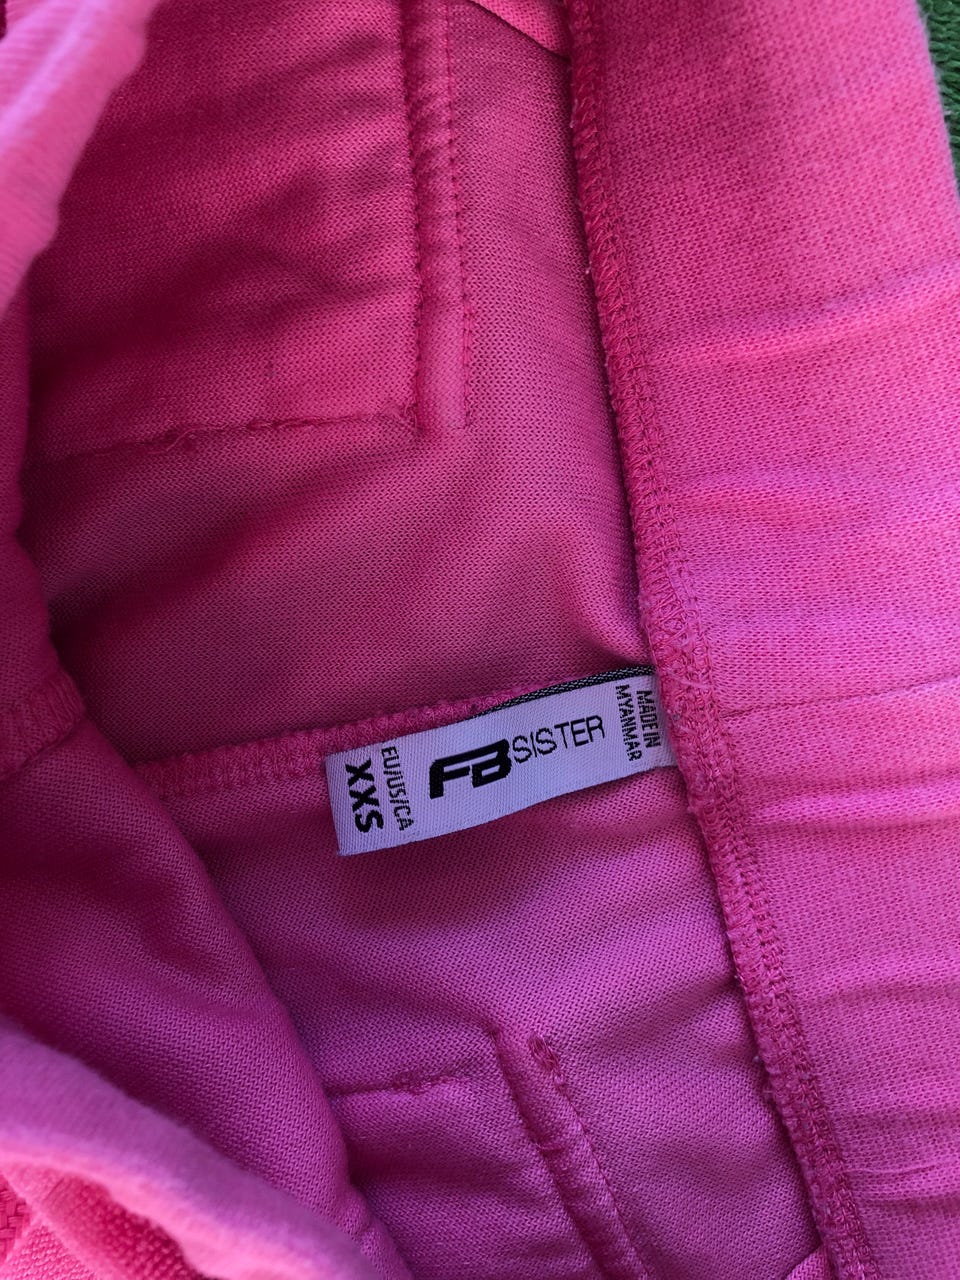 FB SISTER
MADE IN
MYANMAR
EU/US/CA
XXS